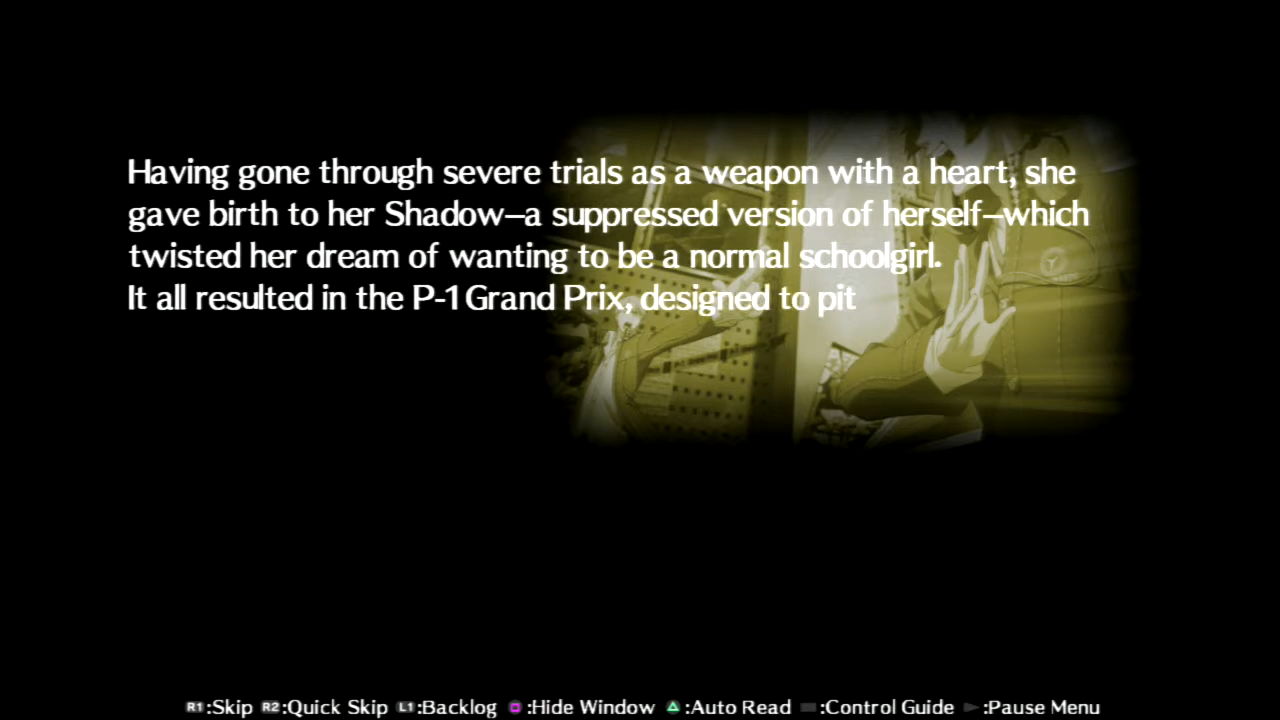 Having gone through severe trials as a weapon with a heart, she
gave birth to her Shadow—a suppressed version of herself—which
twisted her dream of wanting to be a normal schoolgirl.
It all resulted in the P-1 Grand Prix, designed to pit
R1:Skip R2:Quick Skip L1:Backlog :Hide Window :Auto Read :Control Guide :Pause Menu